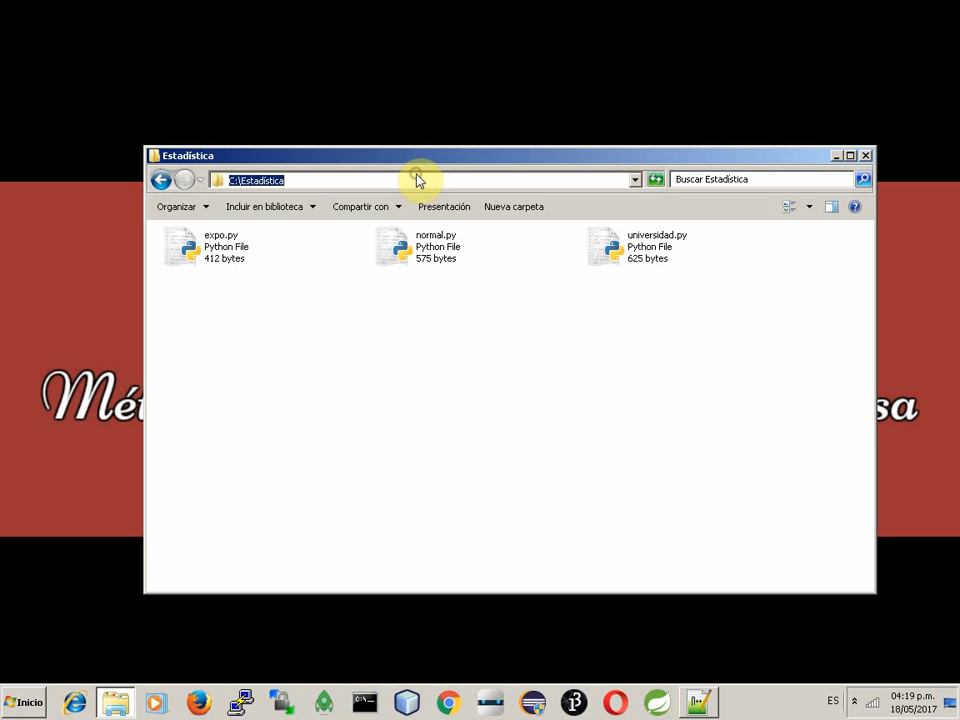 Estadística
C:\Estadística
Buscar Estadística
Organizar
Incluir en biblioteca
Compartir con
Presentación
Nueva carpeta
expo.py
Python File
412 bytes
normal.py
Python File
575 bytes
universidad.py
Python File
625 bytes
Mét
sa
Inicio
C:\.
n++
ES
04:19 p.m.
18/05/2017